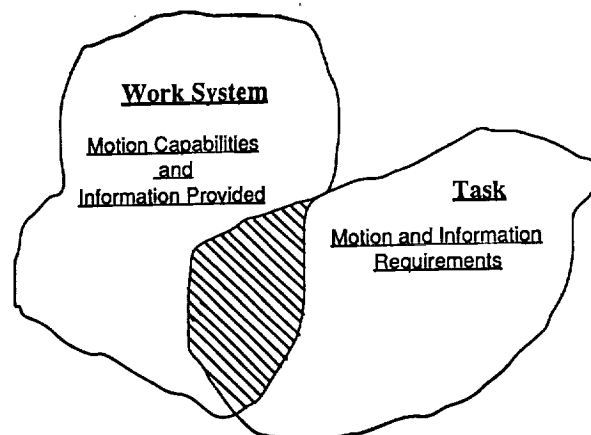 Work System
Motion Capabilities
and
Information Provided
Task
Motion and Information
Requirements